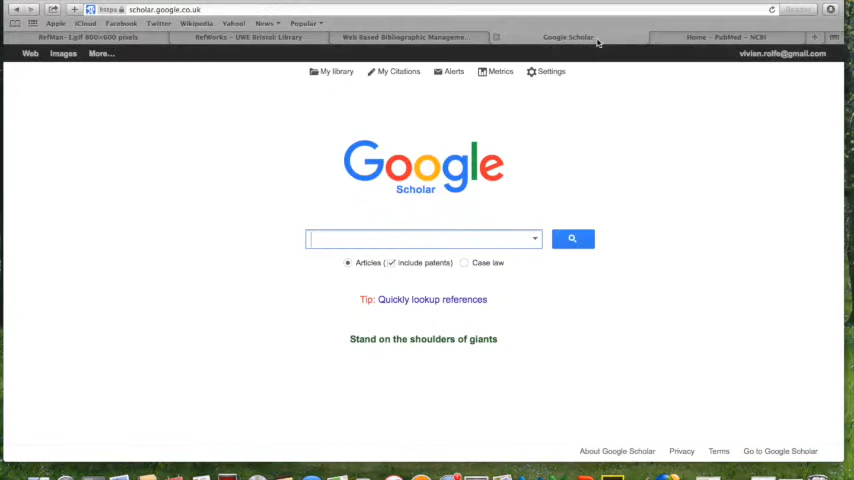 https scholar.google.co.uk
Reader
Apple iCloud Facebook Twitter Wikipedia Yahoo! News Popular
RefMan-1.gif 800×600 pixels RefWorks - UWE Bristol: Library Web Based Bibliographic Manageme... Google Scholar Home - PubMed - NCBI
Web Images More... vivian.rolfe@gmail.com
My library My Citations Alerts Metrics Settings
Google
Scholar
Articles ( include patents) Case law
Tip: Quickly lookup references
Stand on the shoulders of giants
About Google Scholar Privacy Terms Go to Google Scholar